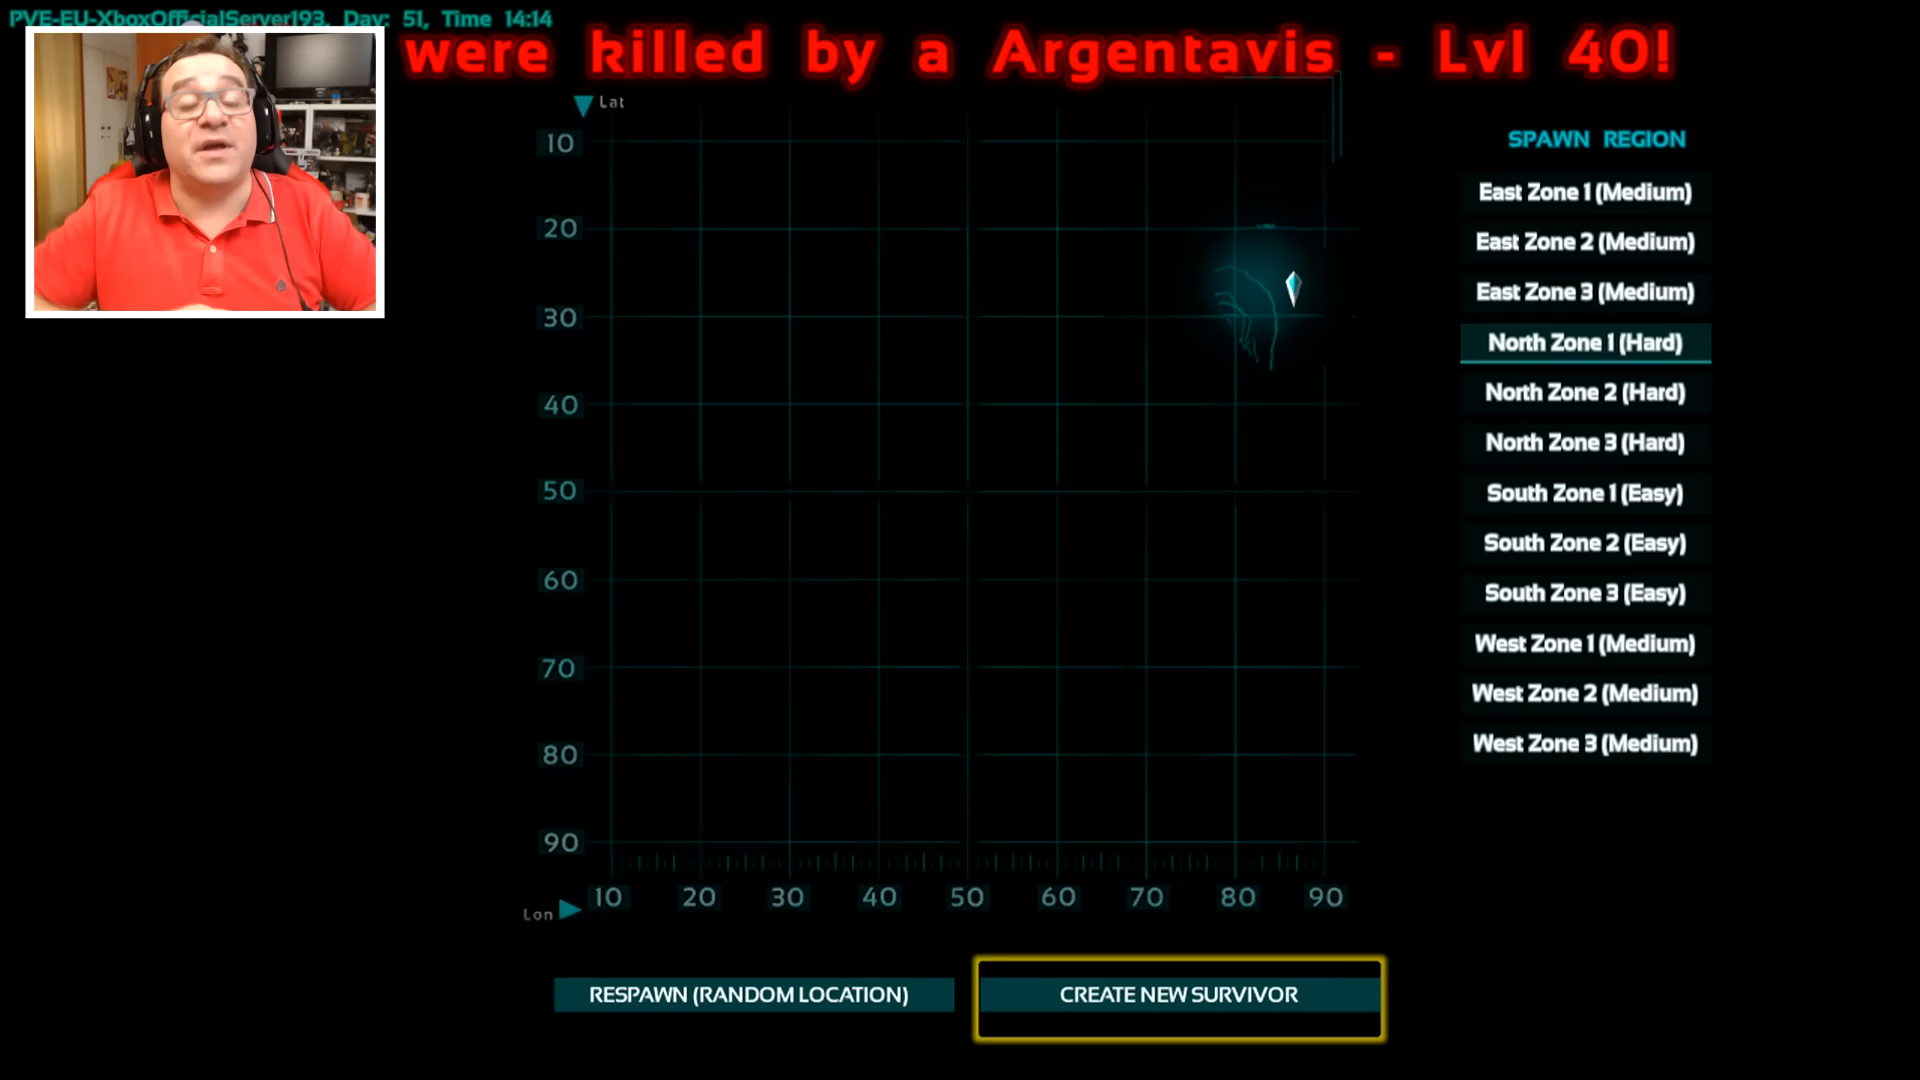 PVE-EU-XboxOfficialServer193, Day: 51, Time 14:14
were killed by a Argentavis - Lvl 40!
Lat
10
20
30
40
50
60
70
80
90
Lon
10 20 30 40 50 60 70 80 90
SPAWN REGION
East Zone 1 (Medium)
East Zone 2 (Medium)
East Zone 3 (Medium)
North Zone 1 (Hard)
North Zone 2 (Hard)
North Zone 3 (Hard)
South Zone 1 (Easy)
South Zone 2 (Easy)
South Zone 3 (Easy)
West Zone 1 (Medium)
West Zone 2 (Medium)
West Zone 3 (Medium)
RESPAWN (RANDOM LOCATION)
CREATE NEW SURVIVOR